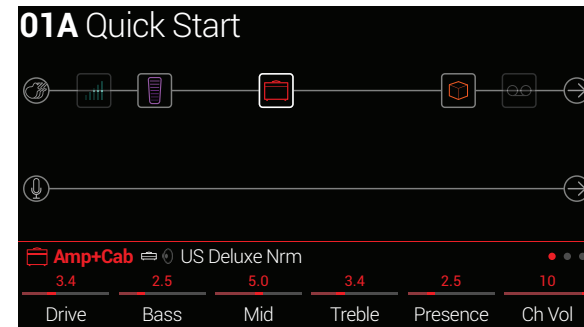 01A Quick Start
Amp+Cab US Deluxe Nrm
3.4 2.5 5.0 3.4 2.5 10
Drive Bass Mid Treble Presence Ch Vol